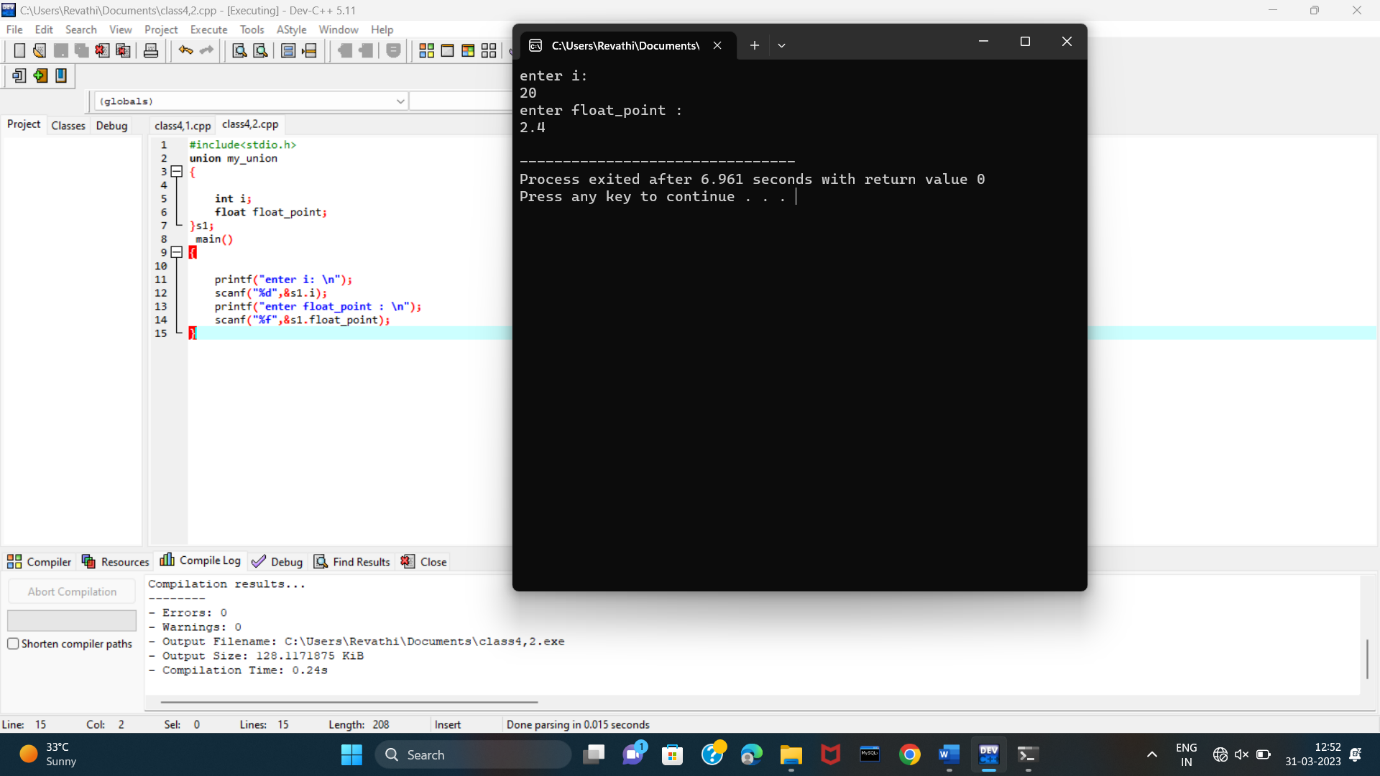 C:\Users\Revathi\Documents\class4,2.cpp - [Executing] - Dev-C++ 5.11
File Edit Search View Project Execute Tools AStyle Window Help
(globals)
Project Classes Debug
class4,1.cpp class4,2.cpp
1 #include<stdio.h>
2 union my_union
3 {
4
5 int i;
6 float float_point;
7 }s1;
8 main()
9 {
10
11 printf("enter i: \n");
12 scanf("%d",&s1.i);
13 printf("enter float_point : \n");
14 scanf("%f",&s1.float_point);
15 }
C:\Users\Revathi\Documents\
enter i:
20
enter float_point :
2.4
--------------------------------
Process exited after 6.961 seconds with return value 0
Press any key to continue . . .
Compiler Resources Compile Log Debug Find Results Close
Abort Compilation
Shorten compiler paths
Compilation results...
--------
- Errors: 0
- Warnings: 0
- Output Filename: C:\Users\Revathi\Documents\class4,2.exe
- Output Size: 128.1171875 KiB
- Compilation Time: 0.24s
Line: 15 Col: 2 Sel: 0 Lines: 15 Length: 208 Insert Done parsing in 0.015 seconds
33°C
Sunny
Search
1
MySQL
DEV
ENG
IN
12:52
31-03-2023